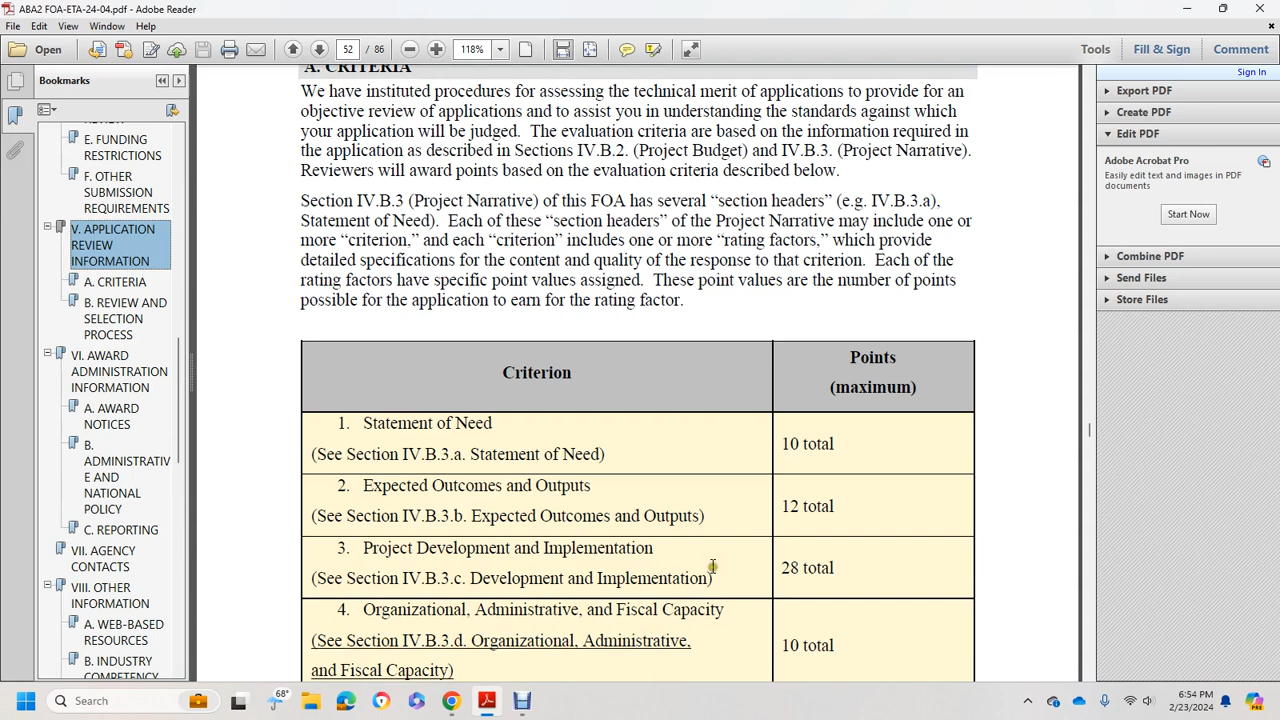 ABA2 FOA-ETA-24-04.pdf - Adobe Reader
File Edit View Window Help
Open
52 / 86
118%
Tools
Fill & Sign
Comment
Bookmarks
E. FUNDING
RESTRICTIONS
F. OTHER
SUBMISSION
REQUIREMENTS
V. APPLICATION
REVIEW
INFORMATION
A. CRITERIA
B. REVIEW AND
SELECTION
PROCESS
VI. AWARD
ADMINISTRATION
INFORMATION
A. AWARD
NOTICES
B.
ADMINISTRATIV
E AND
NATIONAL
POLICY
C. REPORTING
VII. AGENCY
CONTACTS
VIII. OTHER
INFORMATION
A. WEB-BASED
RESOURCES
B. INDUSTRY
COMPETENCY
A. CRITERIA
We have instituted procedures for assessing the technical merit of applications to provide for an
objective review of applications and to assist you in understanding the standards against which
your application will be judged. The evaluation criteria are based on the information required in
the application as described in Sections IV.B.2. (Project Budget) and IV.B.3. (Project Narrative).
Reviewers will award points based on the evaluation criteria described below.
Section IV.B.3 (Project Narrative) of this FOA has several “section headers” (e.g. IV.B.3.a),
Statement of Need). Each of these “section headers” of the Project Narrative may include one or
more “criterion,” and each “criterion” includes one or more “rating factors,” which provide
detailed specifications for the content and quality of the response to that criterion. Each of the
rating factors have specific point values assigned. These point values are the number of points
possible for the application to earn for the rating factor.
Criterion
Points
(maximum)
1. Statement of Need
(See Section IV.B.3.a. Statement of Need)
10 total
2. Expected Outcomes and Outputs
(See Section IV.B.3.b. Expected Outcomes and Outputs)
12 total
3. Project Development and Implementation
(See Section IV.B.3.c. Development and Implementation)
28 total
4. Organizational, Administrative, and Fiscal Capacity
(See Section IV.B.3.d. Organizational, Administrative,
and Fiscal Capacity)
10 total
Sign In
Export PDF
Create PDF
Edit PDF
Adobe Acrobat Pro
Easily edit text and images in PDF
documents
Start Now
Combine PDF
Send Files
Store Files
Search
68°
6:54 PM
2/23/2024